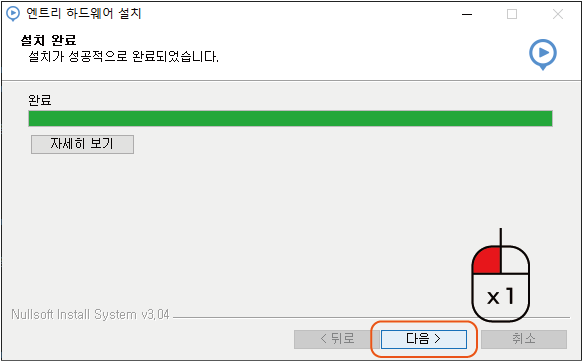 엔트리 하드웨어 설치
설치 완료
설치가 성공적으로 완료되었습니다.
완료
자세히 보기
x 1
Nullsoft Install System v3.04
< 뒤로
다음 >
취소